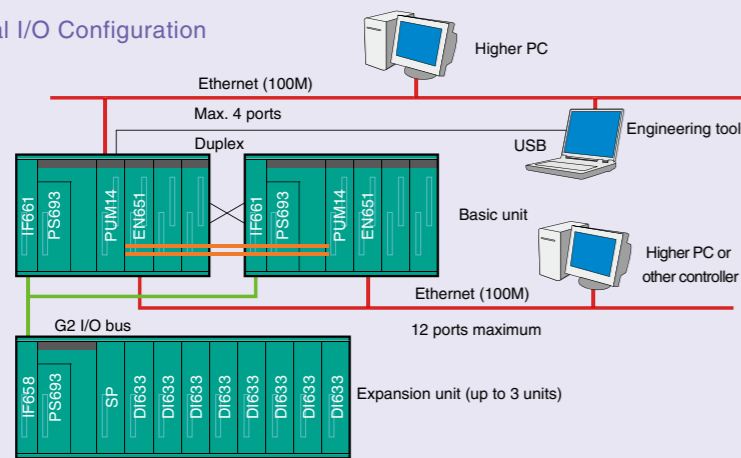 al I/O Configuration
Higher PC
Ethernet (100M)
Max. 4 ports
Duplex
USB
Engineering tool
IF661
PS693
PUM14
EN651
IF661
PS693
PUM14
EN651
Basic unit
Higher PC or
other controller
Ethernet (100M)
G2 I/O bus
12 ports maximum
IF658
PS693
SP
DI633
DI633
DI633
DI633
DI633
DI633
DI633
DI633
Expansion unit (up to 3 units)